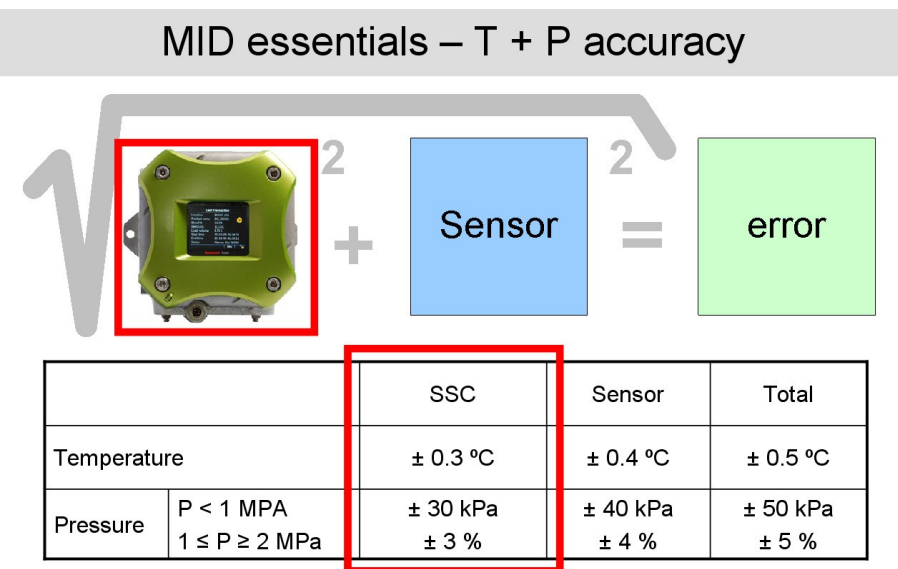 MID essentials – T + P accuracy
2
2
+
Sensor
=
error
SSC Sensor Total
Temperature ± 0.3 ºC ± 0.4 ºC ± 0.5 ºC
Pressure P < 1 MPA ± 30 kPa ± 40 kPa ± 50 kPa
1 ≤ P ≥ 2 MPa ± 3 % ± 4 % ± 5 %